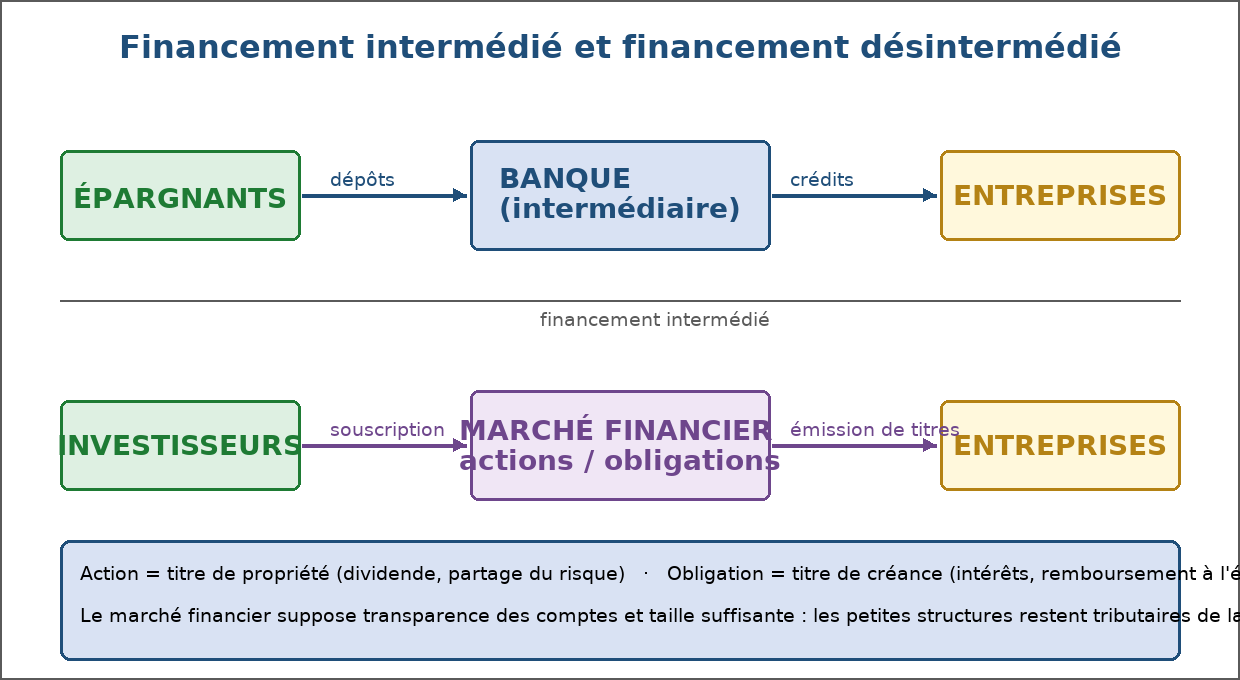 Financement intermédié et financement désintermédié
ÉPARGNANTS
dépôts
BANQUE
(intermédiaire)
crédits
ENTREPRISES
financement intermédié
INVESTISSEURS
souscription
MARCHÉ FINANCIER
actions / obligations
émission de titres
ENTREPRISES
Action = titre de propriété (dividende, partage du risque) · Obligation = titre de créance (intérêts, remboursement à l'é
Le marché financier suppose transparence des comptes et taille suffisante : les petites structures restent tributaires de la